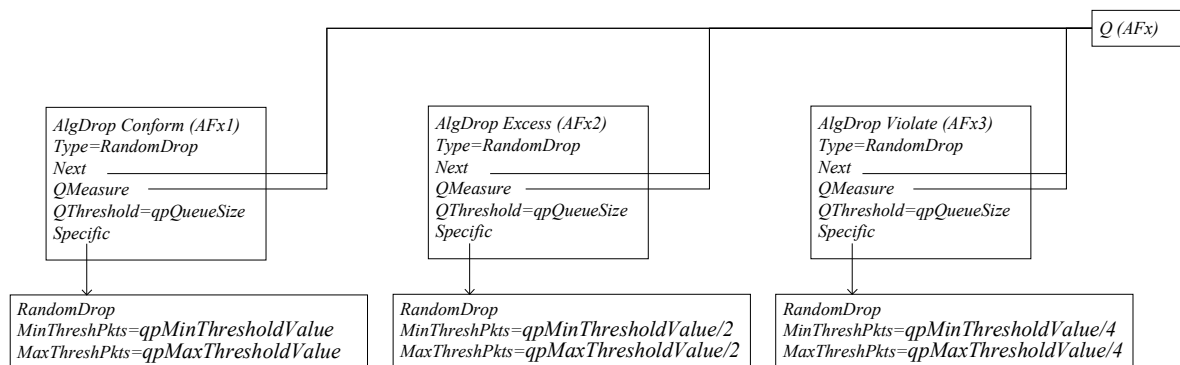 Q (AFx)
AlgDrop Conform (AFx1)
Type=RandomDrop
Next
QMeasure
QThreshold=qpQueueSize
Specific
AlgDrop Excess (AFx2)
Type=RandomDrop
Next
QMeasure
QThreshold=qpQueueSize
Specific
AlgDrop Violate (AFx3)
Type=RandomDrop
Next
QMeasure
QThreshold=qpQueueSize
Specific
RandomDrop
MinThreshPkts=qpMinThresholdValue
MaxThreshPkts=qpMaxThresholdValue
RandomDrop
MinThreshPkts=qpMinThresholdValue/2
MaxThreshPkts=qpMaxThresholdValue/2
RandomDrop
MinThreshPkts=qpMinThresholdValue/4
MaxThreshPkts=qpMaxThresholdValue/4